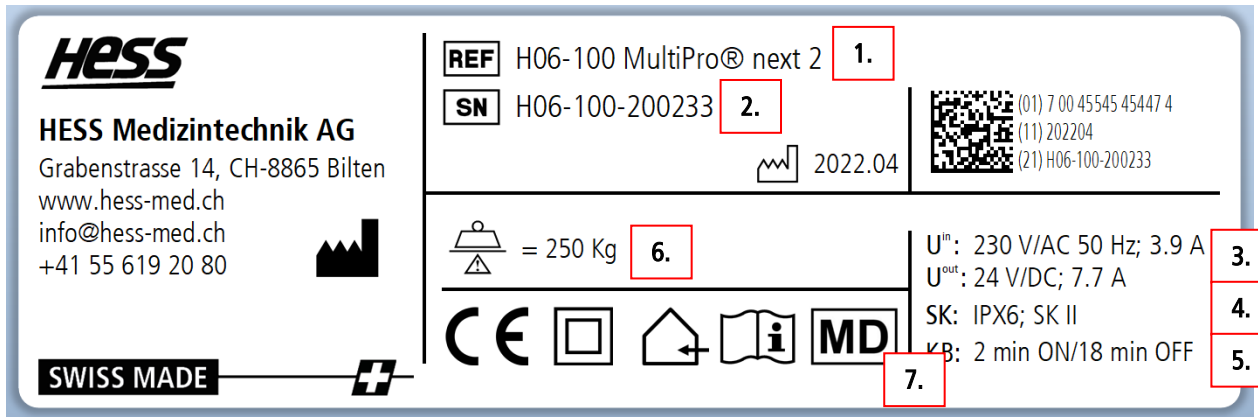 Hess
HESS Medizintechnik AG
Grabenstrasse 14, CH-8865 Bilten
www.hess-med.ch
info@hess-med.ch
+41 55 619 20 80
SWISS MADE
REF H06-100 MultiPro® next 2 1.
SN H06-100-200233 2.
2022.04
(01) 7 00 45545 45447 4
(11) 202204
(21) H06-100-200233
= 250 Kg 6.
CE i MD 7.
Uin: 230 V/AC 50 Hz; 3.9 A 3.
Uout: 24 V/DC; 7.7 A
SK: IPX6; SK II 4.
KB: 2 min ON/18 min OFF 5.